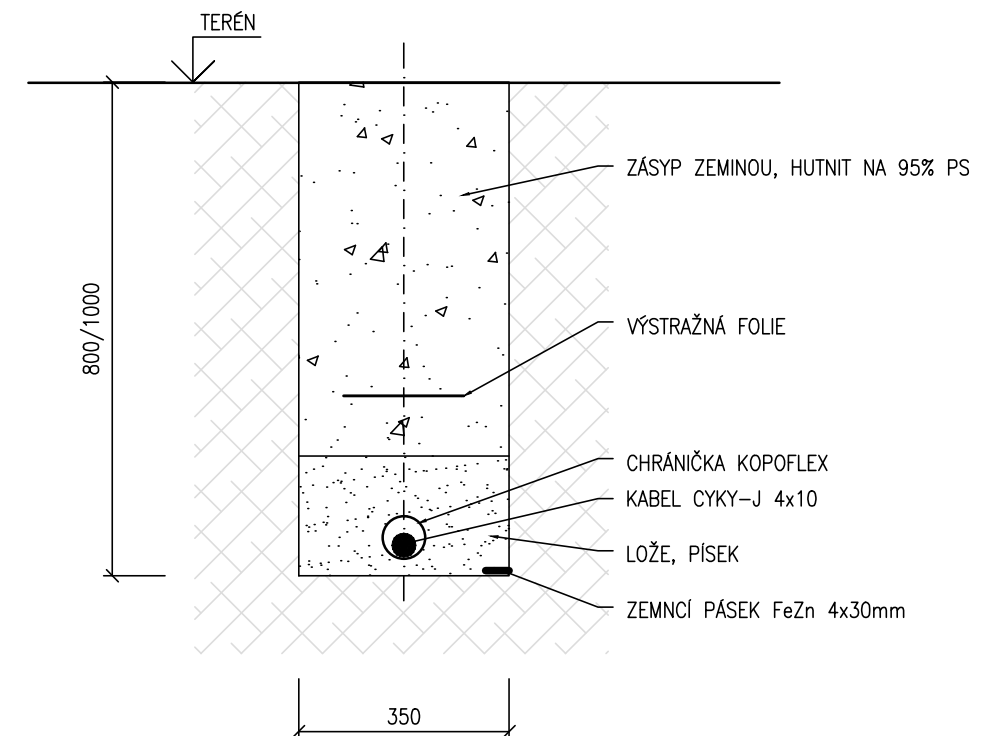 TERÉN
ZÁSYP ZEMINOU, HUTNIT NA 95% PS
800/1000
VÝSTRAŽNÁ FOLIE
CHRÁNIČKA KOPOFLEX
KABEL CYKY-J 4x10
LOŽE, PÍSEK
ZEMNCÍ PÁSEK FeZn 4x30mm
350